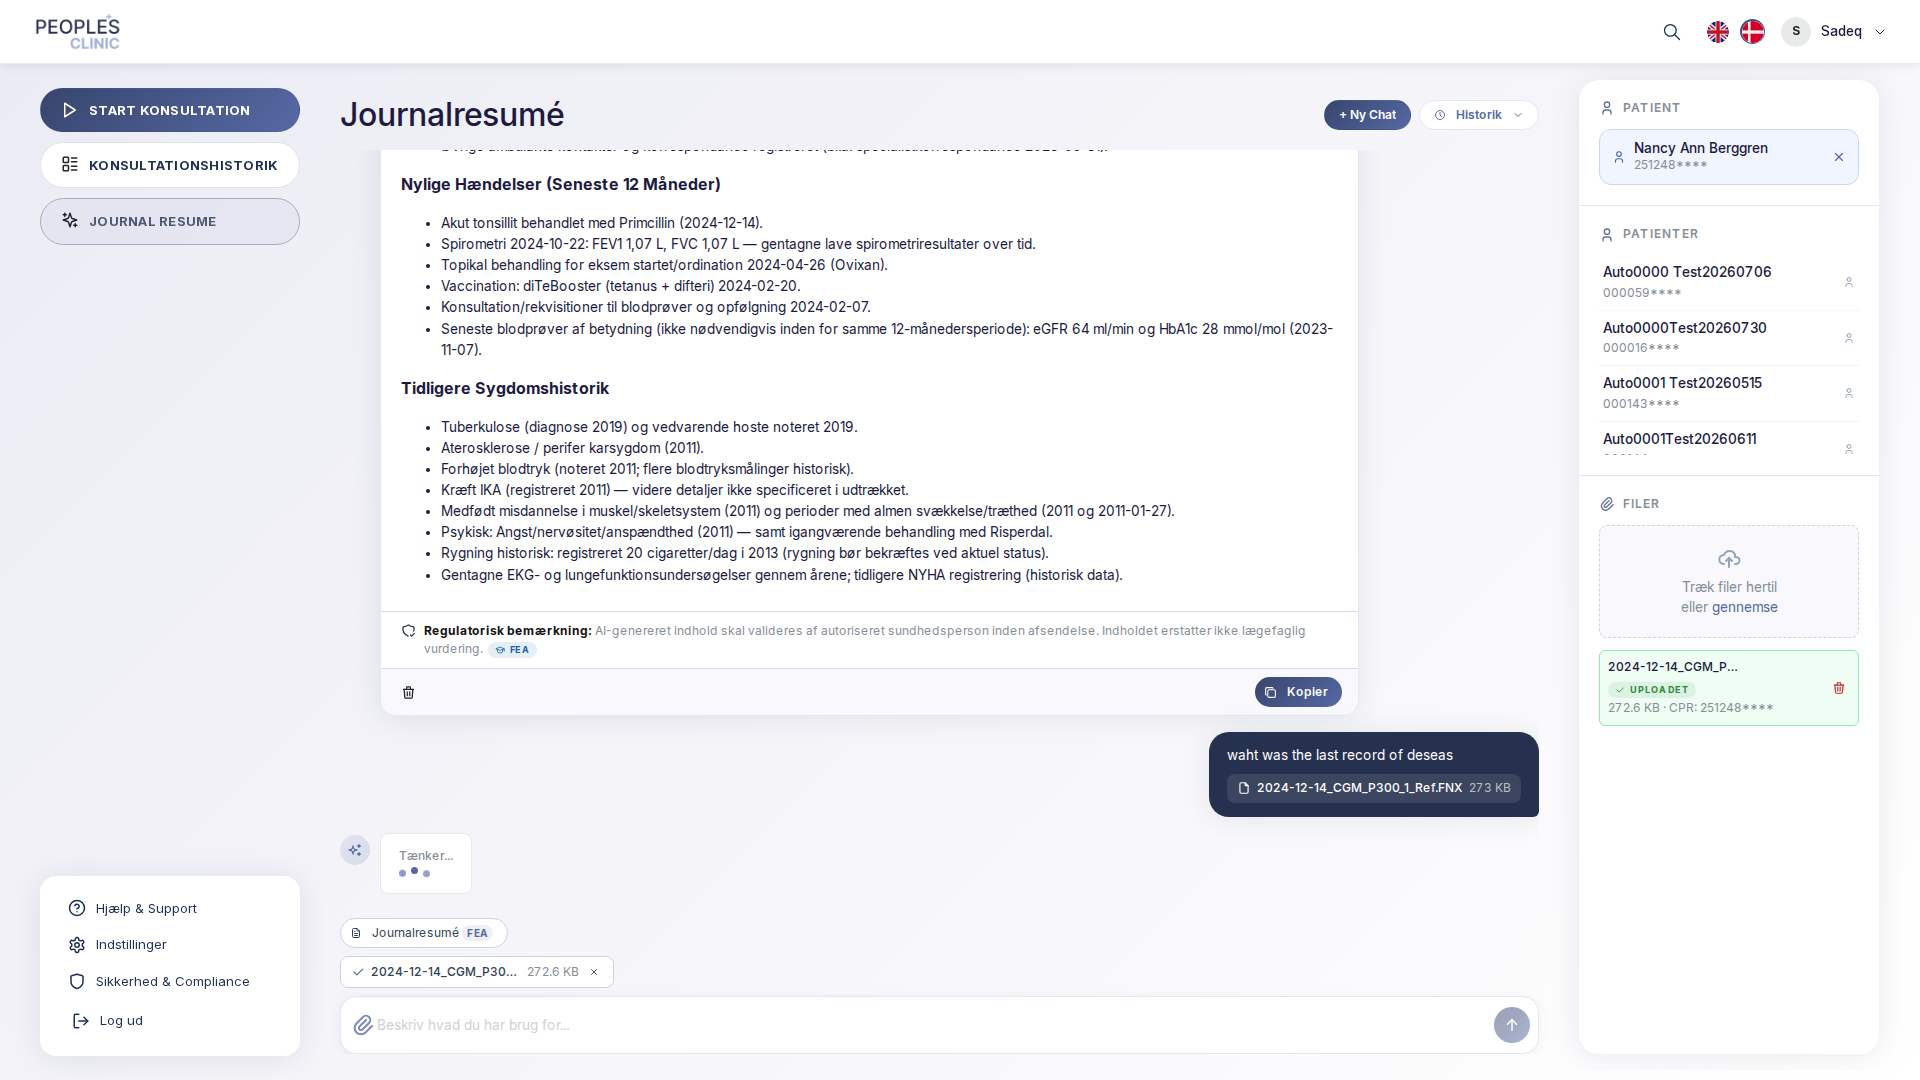 PEOPLES
CLINIC
S
Sadeq
START KONSULTATION
KONSULTATIONSHISTORIK
JOURNAL RESUME
Hjælp & Support
Indstillinger
Sikkerhed & Compliance
Log ud
Journalresumé
+ Ny Chat
Historik
Nylige Hændelser (Seneste 12 Måneder)
• Akut tonsillit behandlet med Primcillin (2024-12-14).
• Spirometri 2024-10-22: FEV1 1,07 L, FVC 1,07 L — gentagne lave spirometriresultater over tid.
• Topikal behandling for eksem startet/ordination 2024-04-26 (Ovixan).
• Vaccination: diTeBooster (tetanus + difteri) 2024-02-20.
• Konsultation/rekvisitioner til blodprøver og opfølgning 2024-02-07.
• Seneste blodprøver af betydning (ikke nødvendigvis inden for samme 12-månedersperiode): eGFR 64 ml/min og HbA1c 28 mmol/mol (2023-
11-07).
Tidligere Sygdomshistorik
• Tuberkulose (diagnose 2019) og vedvarende hoste noteret 2019.
• Aterosklerose / perifer karsygdom (2011).
• Forhøjet blodtryk (noteret 2011; flere blodtryksmålinger historisk).
• Kræft IKA (registreret 2011) — videre detaljer ikke specificeret i udtrækket.
• Medfødt misdannelse i muskel/skeletsystem (2011) og perioder med almen svækkelse/træthed (2011 og 2011-01-27).
• Psykisk: Angst/nervøsitet/anspændthed (2011) — samt igangværende behandling med Risperdal.
• Rygning historisk: registreret 20 cigaretter/dag i 2013 (rygning bør bekræftes ved aktuel status).
• Gentagne EKG- og lungefunktionsundersøgelser gennem årene; tidligere NYHA registrering (historisk data).
Regulatorisk bemærkning: AI-genereret indhold skal valideres af autoriseret sundhedsperson inden afsendelse. Indholdet erstatter ikke lægefaglig
vurdering. FEA
Kopier
waht was the last record of deseas
2024-12-14_CGM_P300_1_Ref.FNX 273 KB
Tænker...
Journalresumé FEA
2024-12-14_CGM_P30... 272.6 KB ×
Beskriv hvad du har brug for...
PATIENT
Nancy Ann Berggren
251248****
PATIENTER
Auto0000 Test20260706
000059****
Auto0000Test20260730
000016****
Auto0001 Test20260515
000143****
Auto0001Test20260611
FILER
Træk filer hertil
eller gennemse
2024-12-14_CGM_P...
UPLOADET
272.6 KB · CPR: 251248****